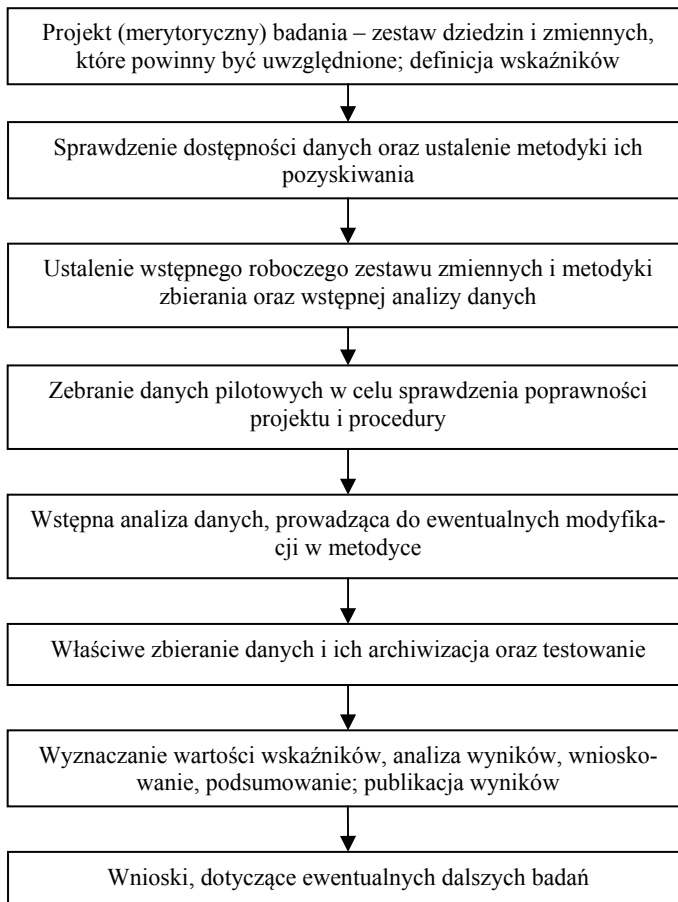 Projekt (merytoryczny) badania – zestaw dziedzin i zmiennych,
które powinny być uwzględnione; definicja wskaźników
Sprawdzenie dostępności danych oraz ustalenie metodyki ich
pozyskiwania
Ustalenie wstępnego roboczego zestawu zmiennych i metodyki
zbierania oraz wstępnej analizy danych
Zebranie danych pilotowych w celu sprawdzenia poprawności
projektu i procedury
Wstępna analiza danych, prowadząca do ewentualnych modyfika-
cji w metodyce
Właściwe zbieranie danych i ich archiwizacja oraz testowanie
Wyznaczanie wartości wskaźników, analiza wyników, wniosko-
wanie, podsumowanie; publikacja wyników
Wnioski, dotyczące ewentualnych dalszych badań